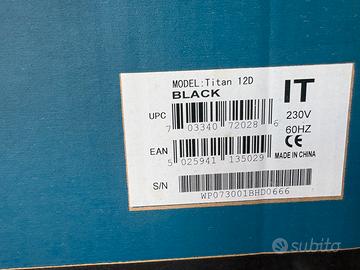 MODEL:Titan 12D
BLACK
IT
UPC
7 03340 72028 6
230V
60HZ
CE
EAN
5 025941 135029
MADE IN CHINA
S/N
WP073001BHD0666
subito